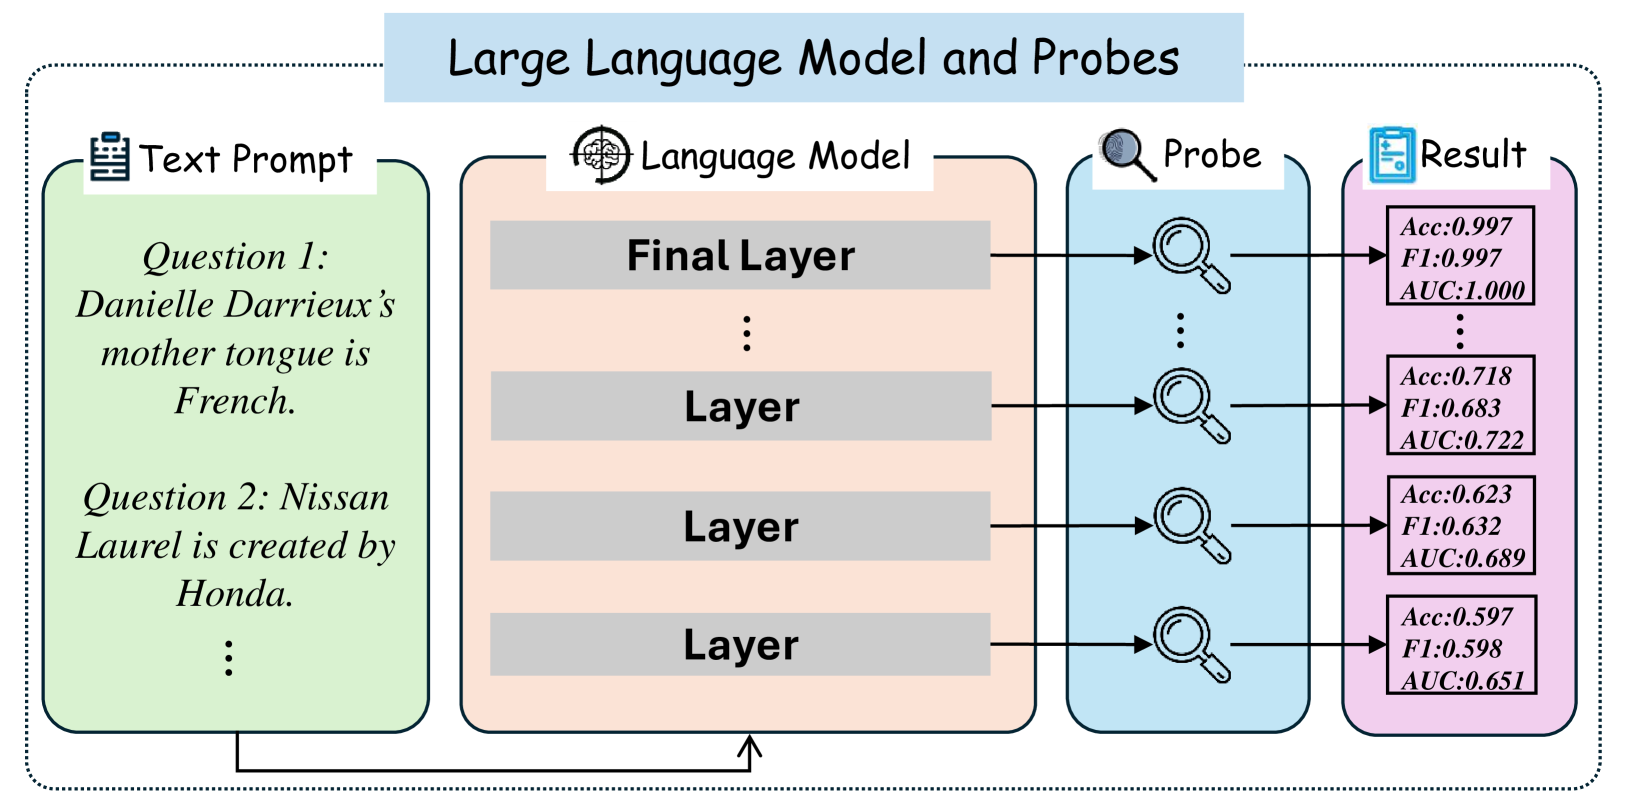 Large Language Model and Probes
Text Prompt
Question 1:
Danielle Darrieux’s
mother tongue is
French.
Question 2: Nissan
Laurel is created by
Honda.
Language Model
Final Layer
Layer
Layer
Layer
Probe
Result
Acc:0.997
F1:0.997
AUC:1.000
Acc:0.718
F1:0.683
AUC:0.722
Acc:0.623
F1:0.632
AUC:0.689
Acc:0.597
F1:0.598
AUC:0.651